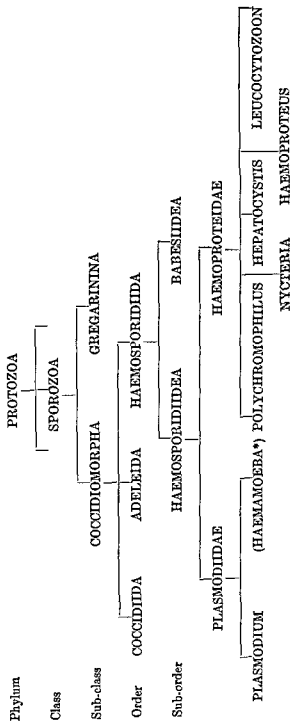 Phylum PROTOZOA
Class SPOROZOA
Sub-class COCCIDIOMORPHA GREGARININA
Order COCCIDIIDA ADELEIDA HAEMOSPORIDIIDA
Sub-order HAEMOSPORIDIIDEA BABESIIDEA
PLASMODIIDAE HAEMOPROTEIDAE
PLASMODIUM (HAEMAMOEBA*) POLYCHROMOPHILUS HEPATOCYSTIS LEUCOCYTOZOON
NYCTERIA HAEMOPROTEUS